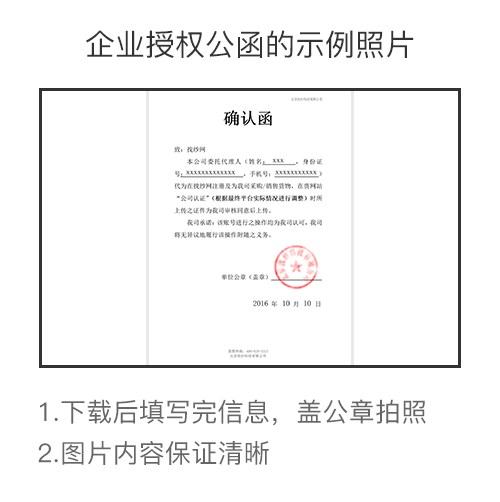 企业授权公函的示例照片
确认函
致：找纱网
本公司委托代理人（姓名：XXX，身份证
号：XXXXXXXXXXXXX，手机号：XXXXXXXXXXX）
代为在找纱网注册及为我司采购/销售货物，在贵网站
“公司认证”（根据最终平台实际情况进行调整）时所
上传之证件为我司审核同意后上传。
我司承诺：该账号进行之操作均为我司认可，我司
将无异议地履行该操作附随之义务。
单位公章（盖章）
2016 年 10 月 10 日
1.下载后填写完信息，盖公章拍照
2.图片内容保证清晰